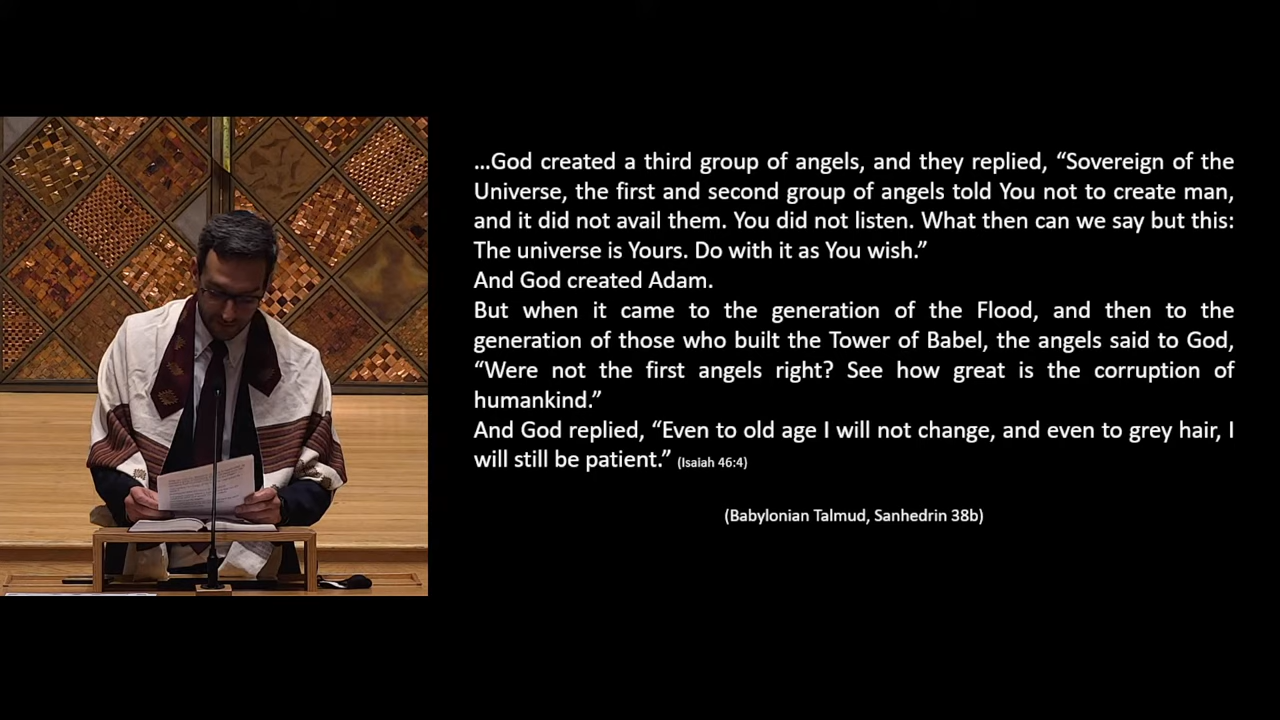 …God created a third group of angels, and they replied, “Sovereign of the
Universe, the first and second group of angels told You not to create man,
and it did not avail them. You did not listen. What then can we say but this:
The universe is Yours. Do with it as You wish.”
And God created Adam.
But when it came to the generation of the Flood, and then to the
generation of those who built the Tower of Babel, the angels said to God,
“Were not the first angels right? See how great is the corruption of
humankind.”
And God replied, “Even to old age I will not change, and even to grey hair, I
will still be patient.” (Isaiah 46:4)
(Babylonian Talmud, Sanhedrin 38b)